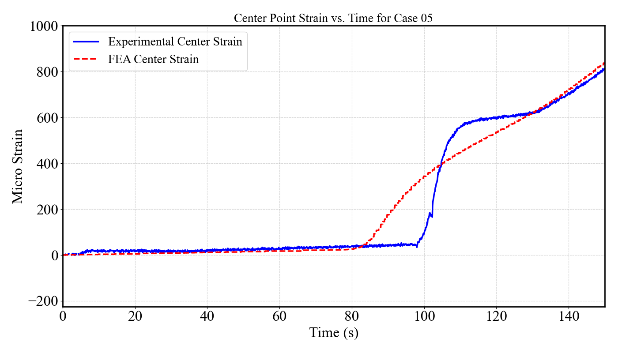 Center Point Strain vs. Time for Case 05
1000
Experimental Center Strain
FEA Center Strain
800
600
400
200
0
−200
Micro Strain
0 20 40 60 80 100 120 140
Time (s)